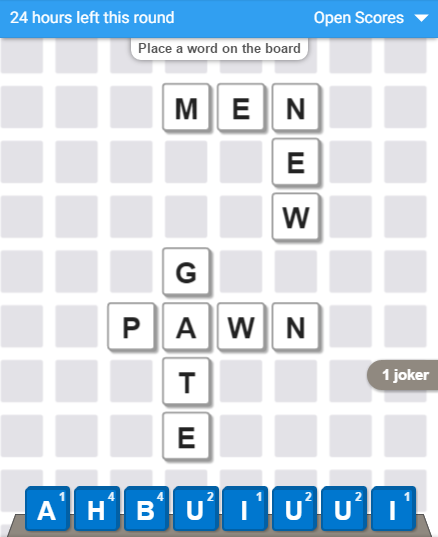 24 hours left this round Open Scores
Place a word on the board
M E N
E
W
G
P A W N
T
1 joker
E
A 1 H 4 B 4 U 2 I 1 U 2 U 2 I 1